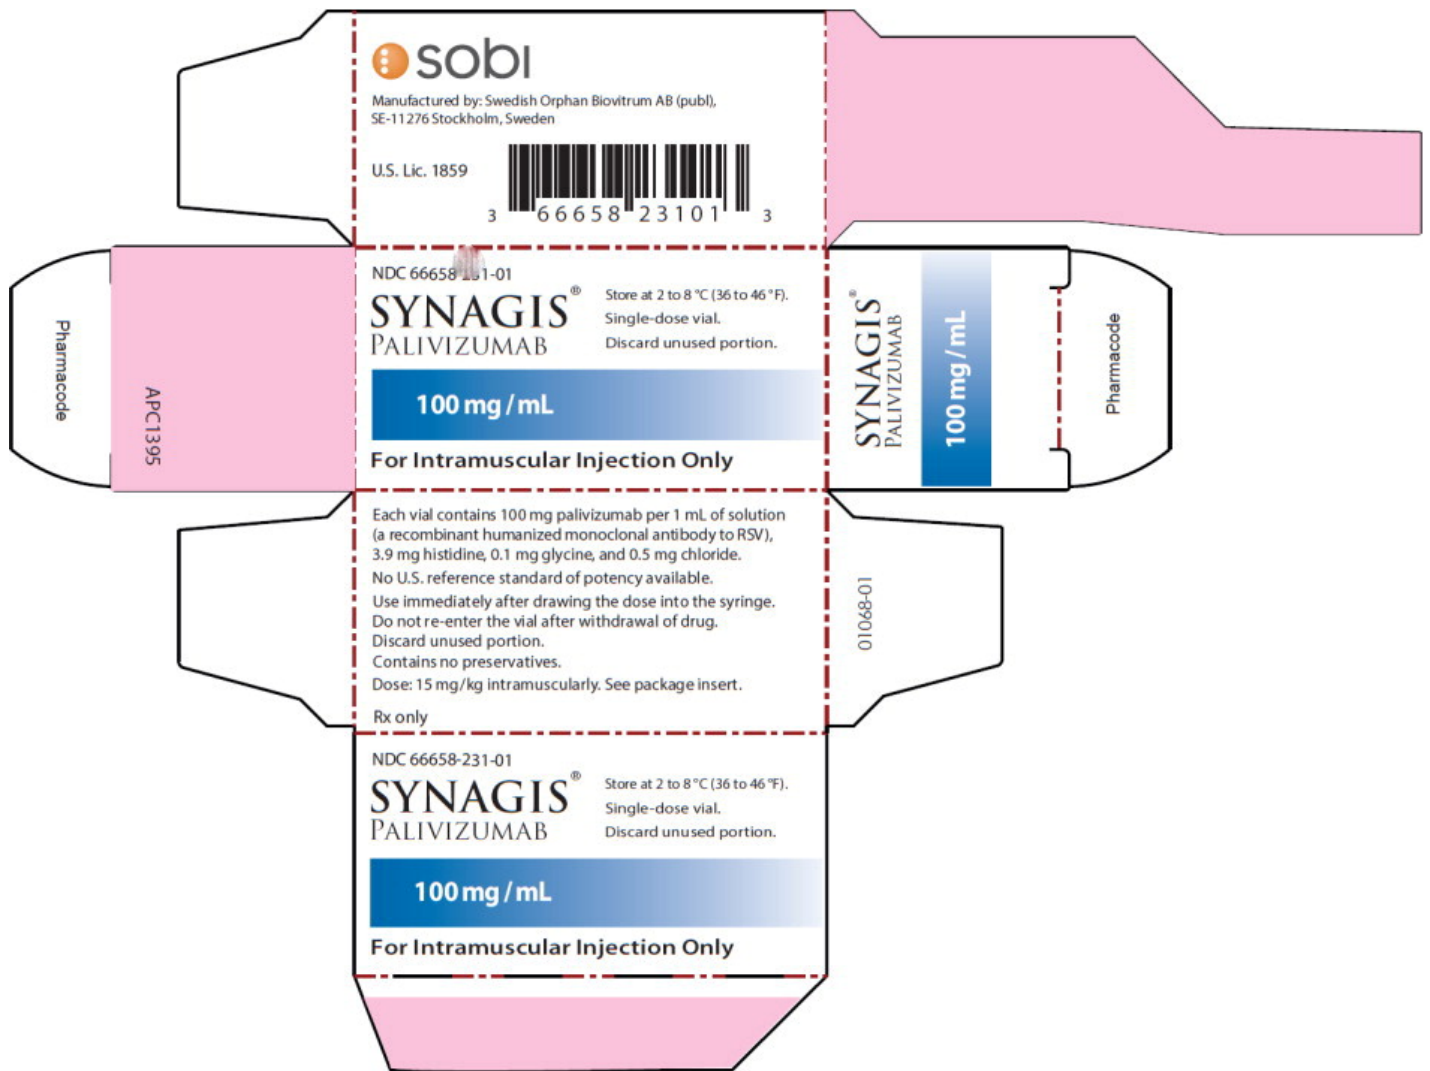 sobi
Manufactured by: Swedish Orphan Biovitrum AB (publ),
SE-11276 Stockholm, Sweden
U.S. Lic. 1859
3 66658 23101 3
NDC 66658- 1-01
SYNAGIS®
PALIVIZUMAB
Store at 2 to 8 °C (36 to 46 °F).
Single-dose vial.
Discard unused portion.
100 mg / mL
For Intramuscular Injection Only
Pharmacode
APC1395
SYNAGIS®
PALIVIZUMAB
100 mg / mL
Pharmacode
Each vial contains 100 mg palivizumab per 1 mL of solution
(a recombinant humanized monoclonal antibody to RSV),
3.9 mg histidine, 0.1 mg glycine, and 0.5 mg chloride.
No U.S. reference standard of potency available.
Use immediately after drawing the dose into the syringe.
Do not re-enter the vial after withdrawal of drug.
Discard unused portion.
Contains no preservatives.
Dose: 15 mg/kg intramuscularly. See package insert.
Rx only
01068-01
NDC 66658-231-01
SYNAGIS®
PALIVIZUMAB
Store at 2 to 8 °C (36 to 46 °F).
Single-dose vial.
Discard unused portion.
100 mg / mL
For Intramuscular Injection Only